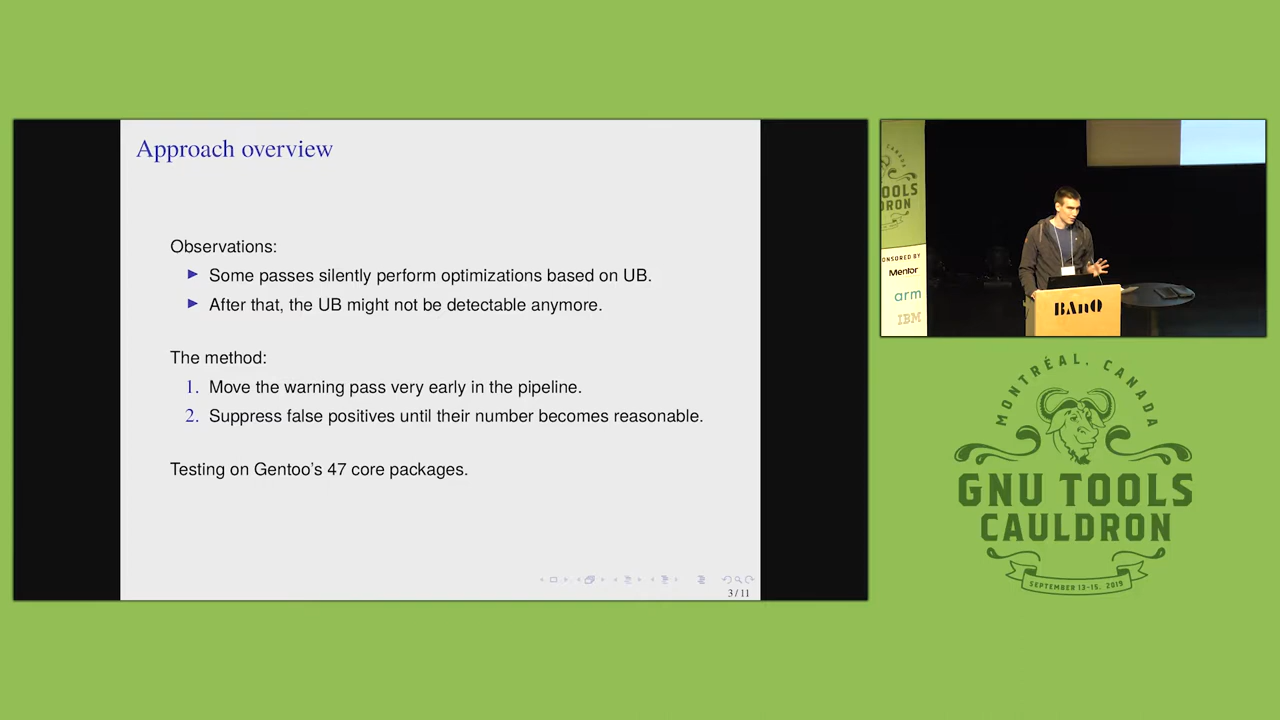 Approach overview
Observations:
Some passes silently perform optimizations based on UB.
After that, the UB might not be detectable anymore.
The method:
1. Move the warning pass very early in the pipeline.
2. Suppress false positives until their number becomes reasonable.
Testing on Gentoo's 47 core packages.
3 / 11
CANADA
OOLS
DRON
ONSORED BY
Mentor
arm
IBM
BAnQ
MONTRÉAL, CANADA
GNU TOOLS
CAULDRON
SEPTEMBER 13-15, 2019